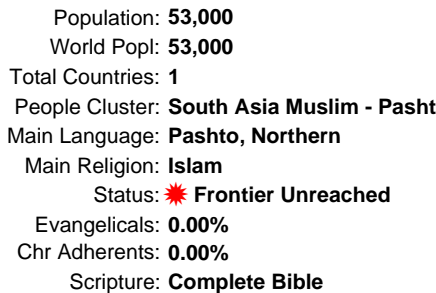 Population: 53,000
World Popl: 53,000
Total Countries: 1
People Cluster: South Asia Muslim - Pasht
Main Language: Pashto, Northern
Main Religion: Islam
Status: Frontier Unreached
Evangelicals: 0.00%
Chr Adherents: 0.00%
Scripture: Complete Bible